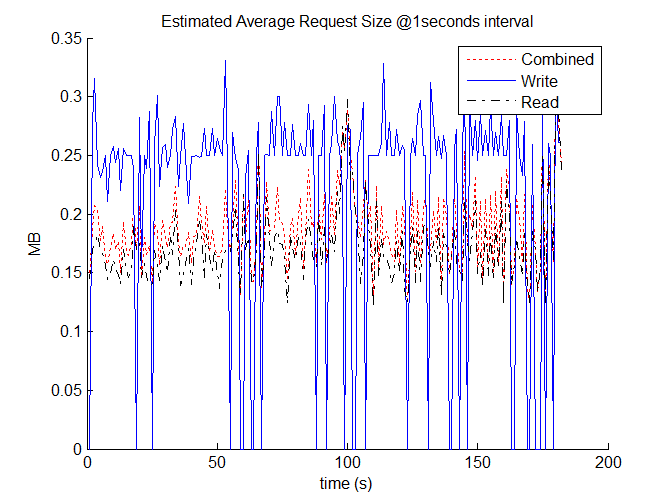 Estimated Average Request Size @1seconds interval
0.35
0.3
0.25
0.2
0.15
0.1
0.05
0
MB
Combined
Write
Read
0
50
100
150
200
time (s)